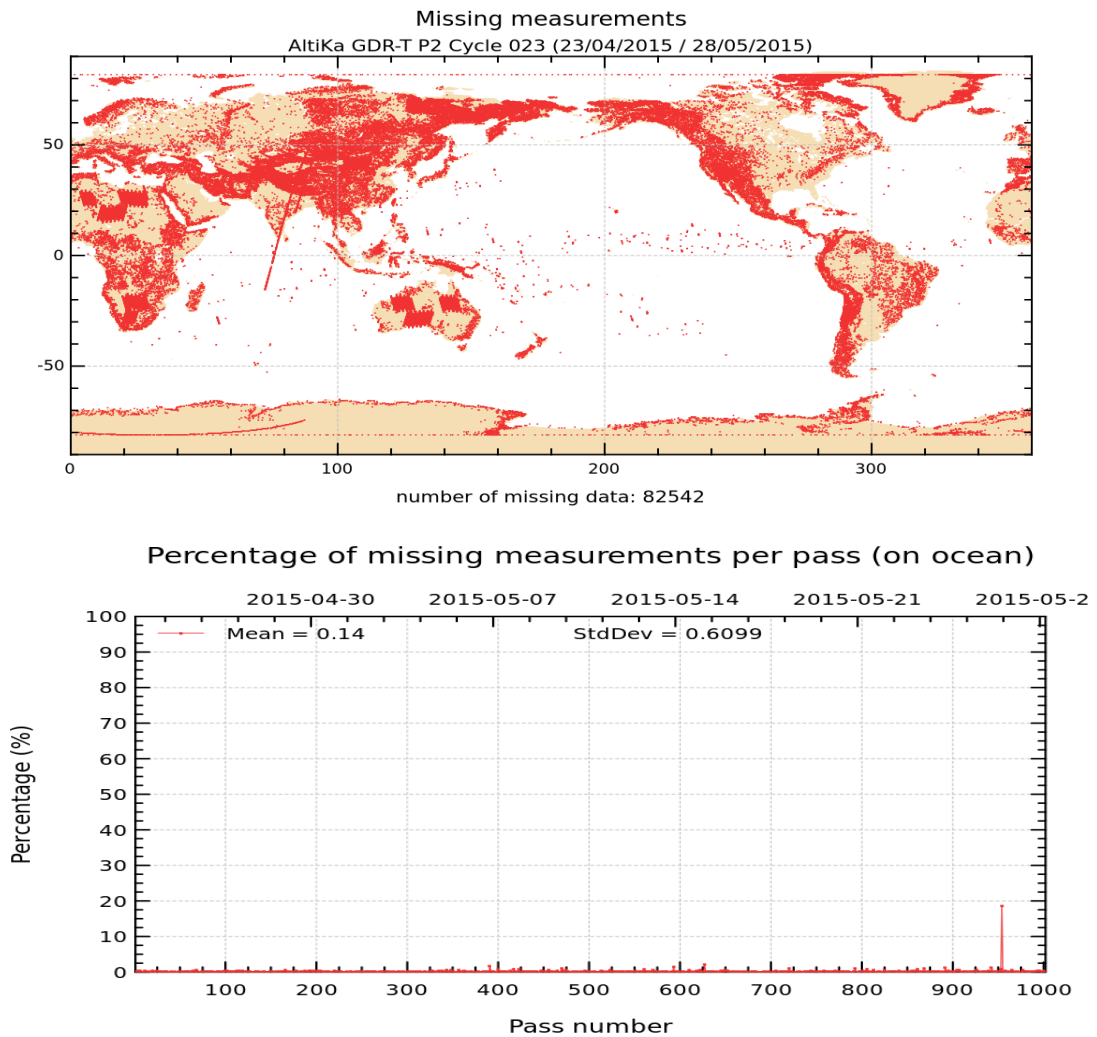 Missing measurements
AltiKa GDR-T P2 Cycle 023 (23/04/2015 / 28/05/2015)
50
0
-50
0 100 200 300
number of missing data: 82542
Percentage of missing measurements per pass (on ocean)
2015-04-30 2015-05-07 2015-05-14 2015-05-21 2015-05-2
Mean = 0.14 StdDev = 0.6099
100
90
80
70
60
50
40
30
20
10
0
Percentage (%)
100 200 300 400 500 600 700 800 900 1000
Pass number